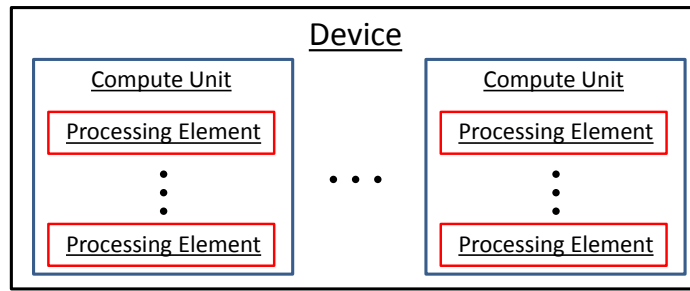 Device
Compute Unit
Processing Element
Processing Element
Compute Unit
Processing Element
Processing Element